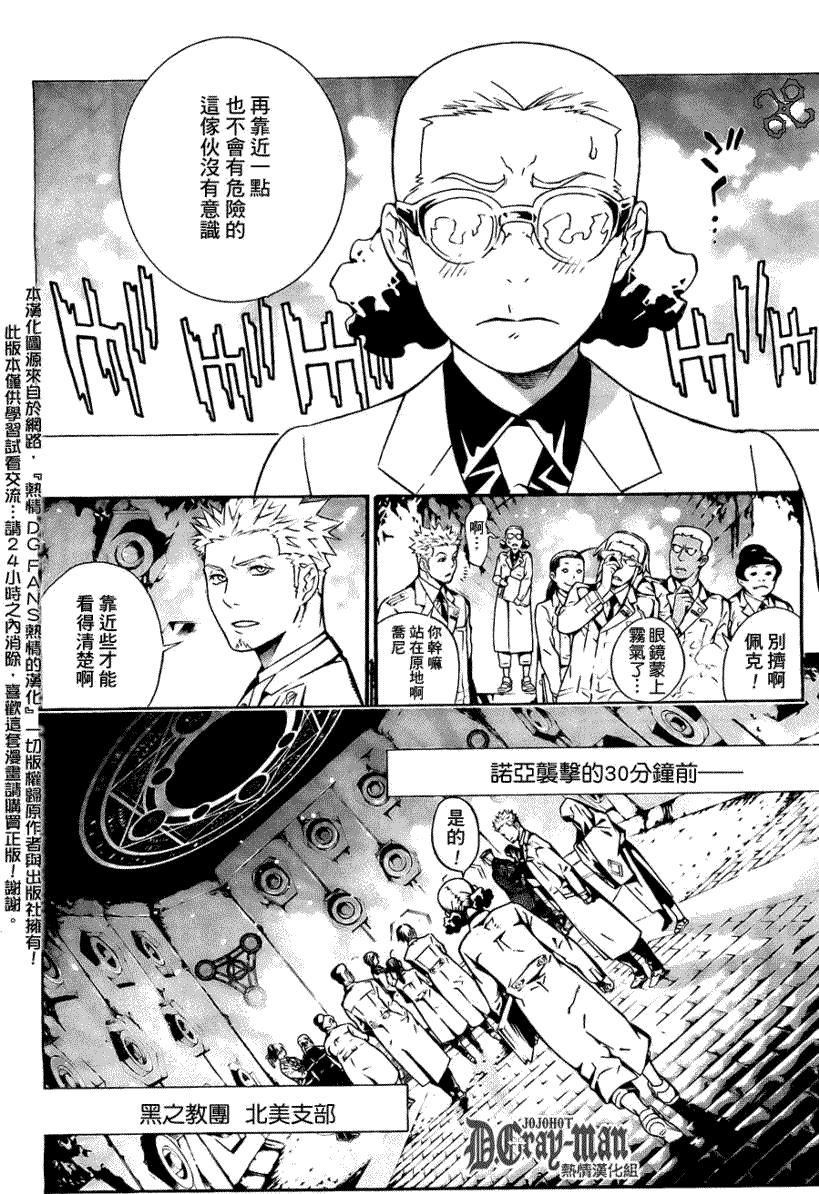 再靠近一點
也不會有危險的
這傢伙沒有意識
別擠啊
佩克！
眼鏡蒙上
霧氣了…
啊…
你幹嘛
站在原地啊
喬尼
靠近些才能
看得清楚啊
諾亞襲擊的30分鐘前——
是的！
黑之教團 北美支部
JOJOHOT
D.Gray-man
熱情漢化組
本漢化圖源來自於網路，『熱情DG FANS熱情的漢化』一切版權歸原作者與出版社擁有！
此版本僅供學習試看交流…請24小時之內消除，喜歡這套漫畫請購買正版！謝謝。